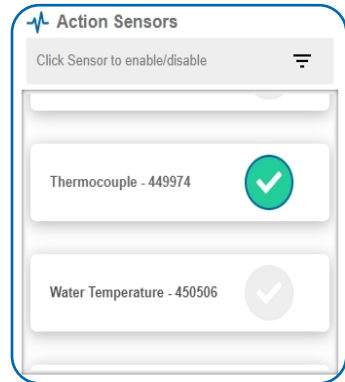 Action Sensors
Click Sensor to enable/disable
Thermocouple - 449974
Water Temperature - 450506